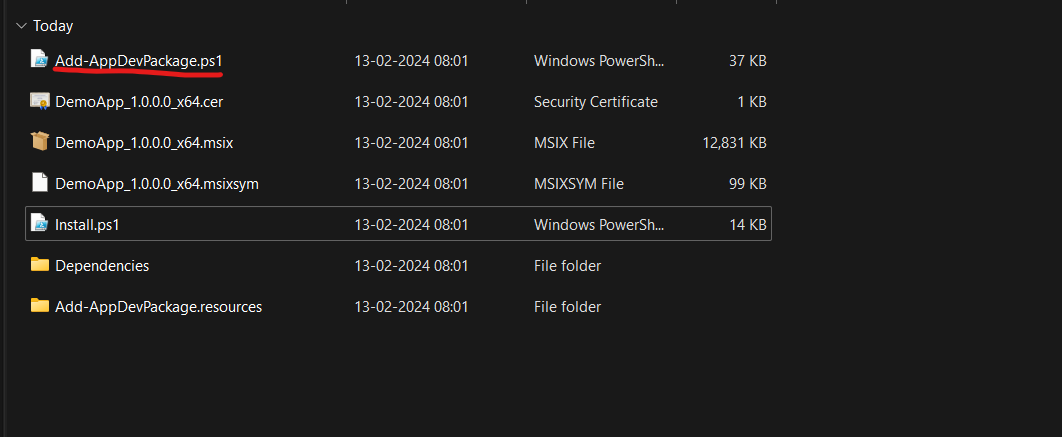 Today
Add-AppDevPackage.ps1 13-02-2024 08:01 Windows PowerSh... 37 KB
DemoApp_1.0.0.0_x64.cer 13-02-2024 08:01 Security Certificate 1 KB
DemoApp_1.0.0.0_x64.msix 13-02-2024 08:01 MSIX File 12,831 KB
DemoApp_1.0.0.0_x64.msixsym 13-02-2024 08:01 MSIXSYM File 99 KB
Install.ps1 13-02-2024 08:01 Windows PowerSh... 14 KB
Dependencies 13-02-2024 08:01 File folder
Add-AppDevPackage.resources 13-02-2024 08:01 File folder